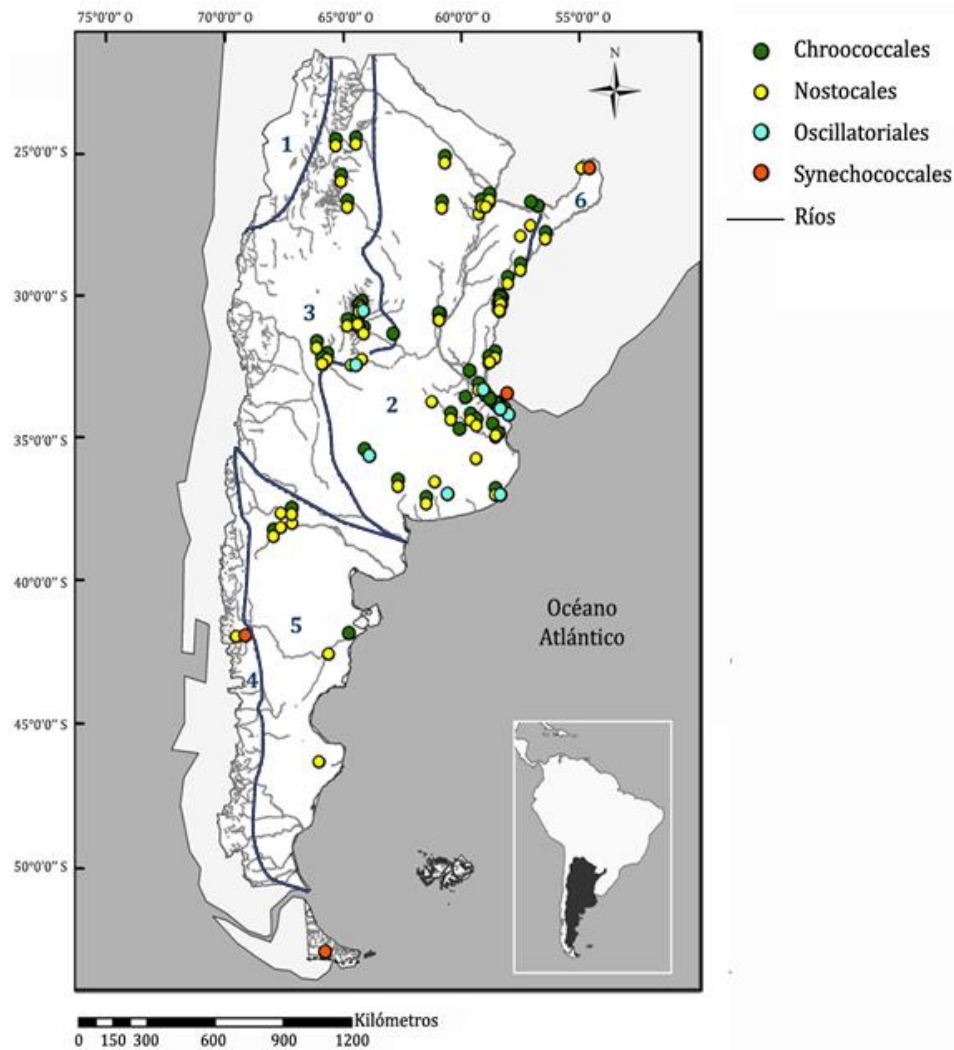 75°0'0" O 70°0'0" O 65°0'0" O 60°0'0" O 55°0'0" O
N
Chroococcales
Nostocales
Oscillatoriales
Synechococcales
Ríos
25°0'0" S
30°0'0" S
35°0'0" S
40°0'0" S
45°0'0" S
50°0'0" S
1
6
3
2
5
4
Océano
Atlántico
Kilómetros
0 150 300 600 900 1200